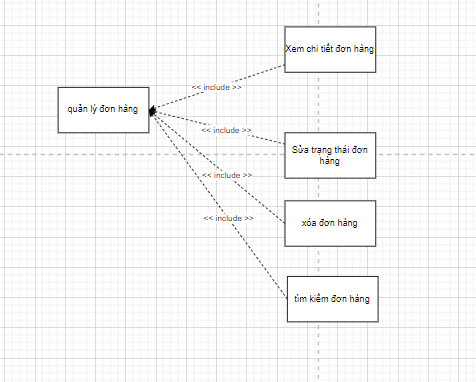 Xem chi tiết đơn hàng
<< include >>
quản lý đơn hàng
<< include >>
Sửa trạng thái đơn
hàng
<< include >>
<< include >>
xóa đơn hàng
tìm kiếm đơn hàng